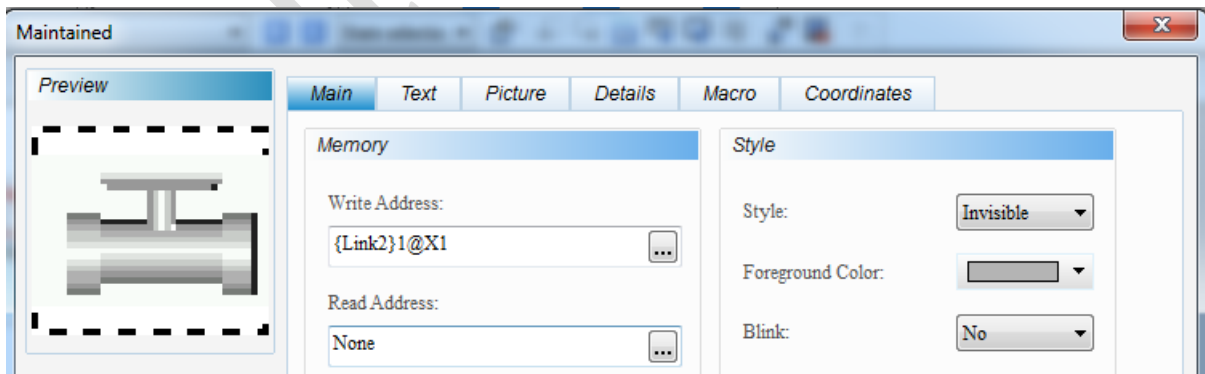 Maintained
Preview
Main Text Picture Details Macro Coordinates
Memory
Write Address:
{Link2}1@X1
...
Read Address:
None
...
Style
Style: Invisible
Foreground Color:
Blink: No